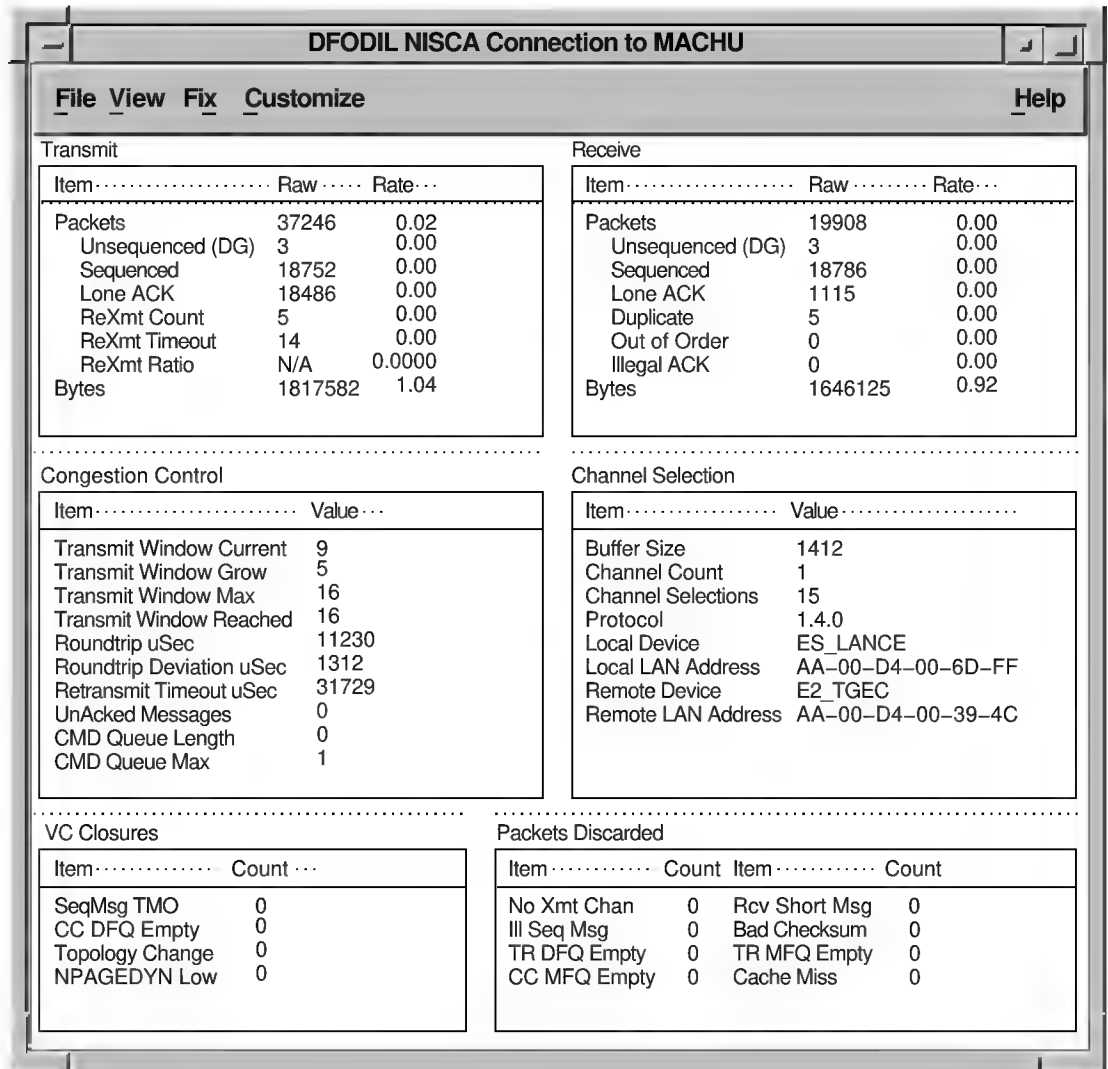 DFODIL NISCA Connection to MACHU
File View Fix Customize Help
Transmit
Item Raw Rate
Packets 37246 0.02
Unsequenced (DG) 3 0.00
Sequenced 18752 0.00
Lone ACK 18486 0.00
ReXmt Count 5 0.00
ReXmt Timeout 14 0.00
ReXmt Ratio N/A 0.0000
Bytes 1817582 1.04
Receive
Item Raw Rate
Packets 19908 0.00
Unsequenced (DG) 3 0.00
Sequenced 18786 0.00
Lone ACK 1115 0.00
Duplicate 5 0.00
Out of Order 0 0.00
Illegal ACK 0 0.00
Bytes 1646125 0.92
Congestion Control
Item Value
Transmit Window Current 9
Transmit Window Grow 5
Transmit Window Max 16
Transmit Window Reached 16
Roundtrip uSec 11230
Roundtrip Deviation uSec 1312
Retransmit Timeout uSec 31729
UnAcked Messages 0
CMD Queue Length 0
CMD Queue Max 1
Channel Selection
Item Value
Buffer Size 1412
Channel Count 1
Channel Selections 15
Protocol 1.4.0
Local Device ES_LANCE
Local LAN Address AA-00-D4-00-6D-FF
Remote Device E2_TGEC
Remote LAN Address AA-00-D4-00-39-4C
VC Closures
Item Count
SeqMsg TMO 0
CC DFQ Empty 0
Topology Change 0
NPAGEDYN Low 0
Packets Discarded
Item Count Item Count
No Xmt Chan 0 Rcv Short Msg 0
Ill Seq Msg 0 Bad Checksum 0
TR DFQ Empty 0 TR MFQ Empty 0
CC MFQ Empty 0 Cache Miss 0